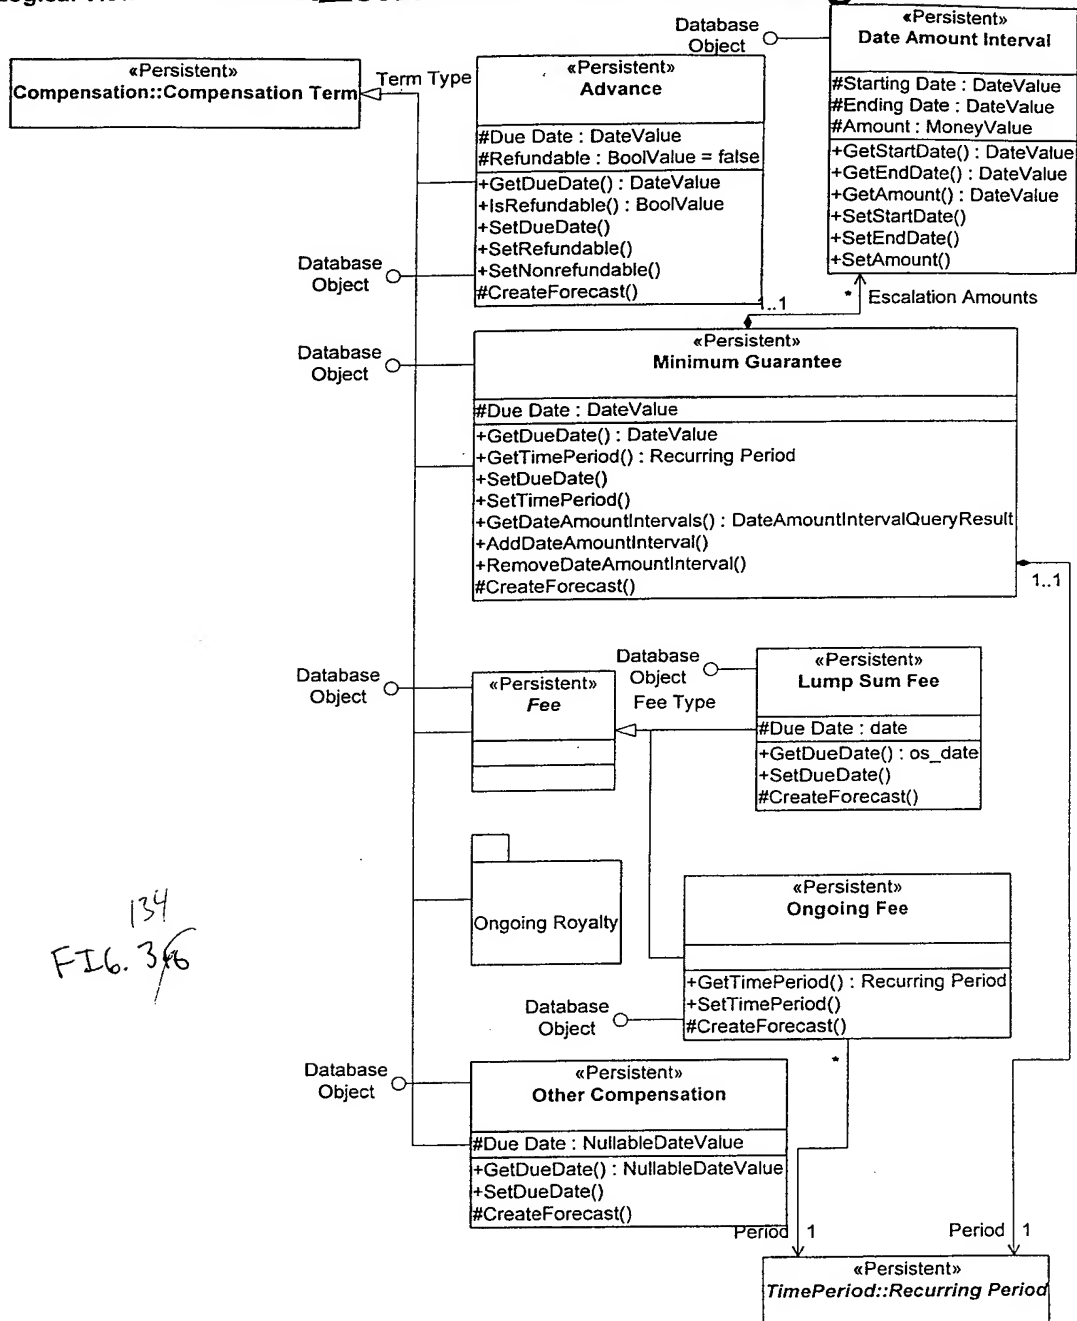 Logical View
«Persistent»
Compensation::Compensation Term
Term Type
«Persistent»
Advance
#Due Date : DateValue
#Refundable : BoolValue = false
+GetDueDate() : DateValue
+IsRefundable() : BoolValue
+SetDueDate()
+SetRefundable()
+SetNonrefundable()
#CreateForecast()
Database
Object
Database
Object
«Persistent»
Date Amount Interval
#Starting Date : DateValue
#Ending Date : DateValue
#Amount : MoneyValue
+GetStartDate() : DateValue
+GetEndDate() : DateValue
+GetAmount() : DateValue
+SetStartDate()
+SetEndDate()
+SetAmount()
1..1
*
Escalation Amounts
Database
Object
«Persistent»
Minimum Guarantee
#Due Date : DateValue
+GetDueDate() : DateValue
+GetTimePeriod() : Recurring Period
+SetDueDate()
+SetTimePeriod()
+GetDateAmountIntervals() : DateAmountIntervalQueryResult
+AddDateAmountInterval()
+RemoveDateAmountInterval()
#CreateForecast()
1..1
Database
Object
«Persistent»
Fee
Fee Type
Database
Object
«Persistent»
Lump Sum Fee
#Due Date : date
+GetDueDate() : os_date
+SetDueDate()
#CreateForecast()
Ongoing Royalty
«Persistent»
Ongoing Fee
+GetTimePeriod() : Recurring Period
+SetTimePeriod()
#CreateForecast()
Database
Object
*
134
FIG. 3
Database
Object
«Persistent»
Other Compensation
#Due Date : NullableDateValue
+GetDueDate() : NullableDateValue
+SetDueDate()
#CreateForecast()
Period 1
Period 1
«Persistent»
TimePeriod::Recurring Period